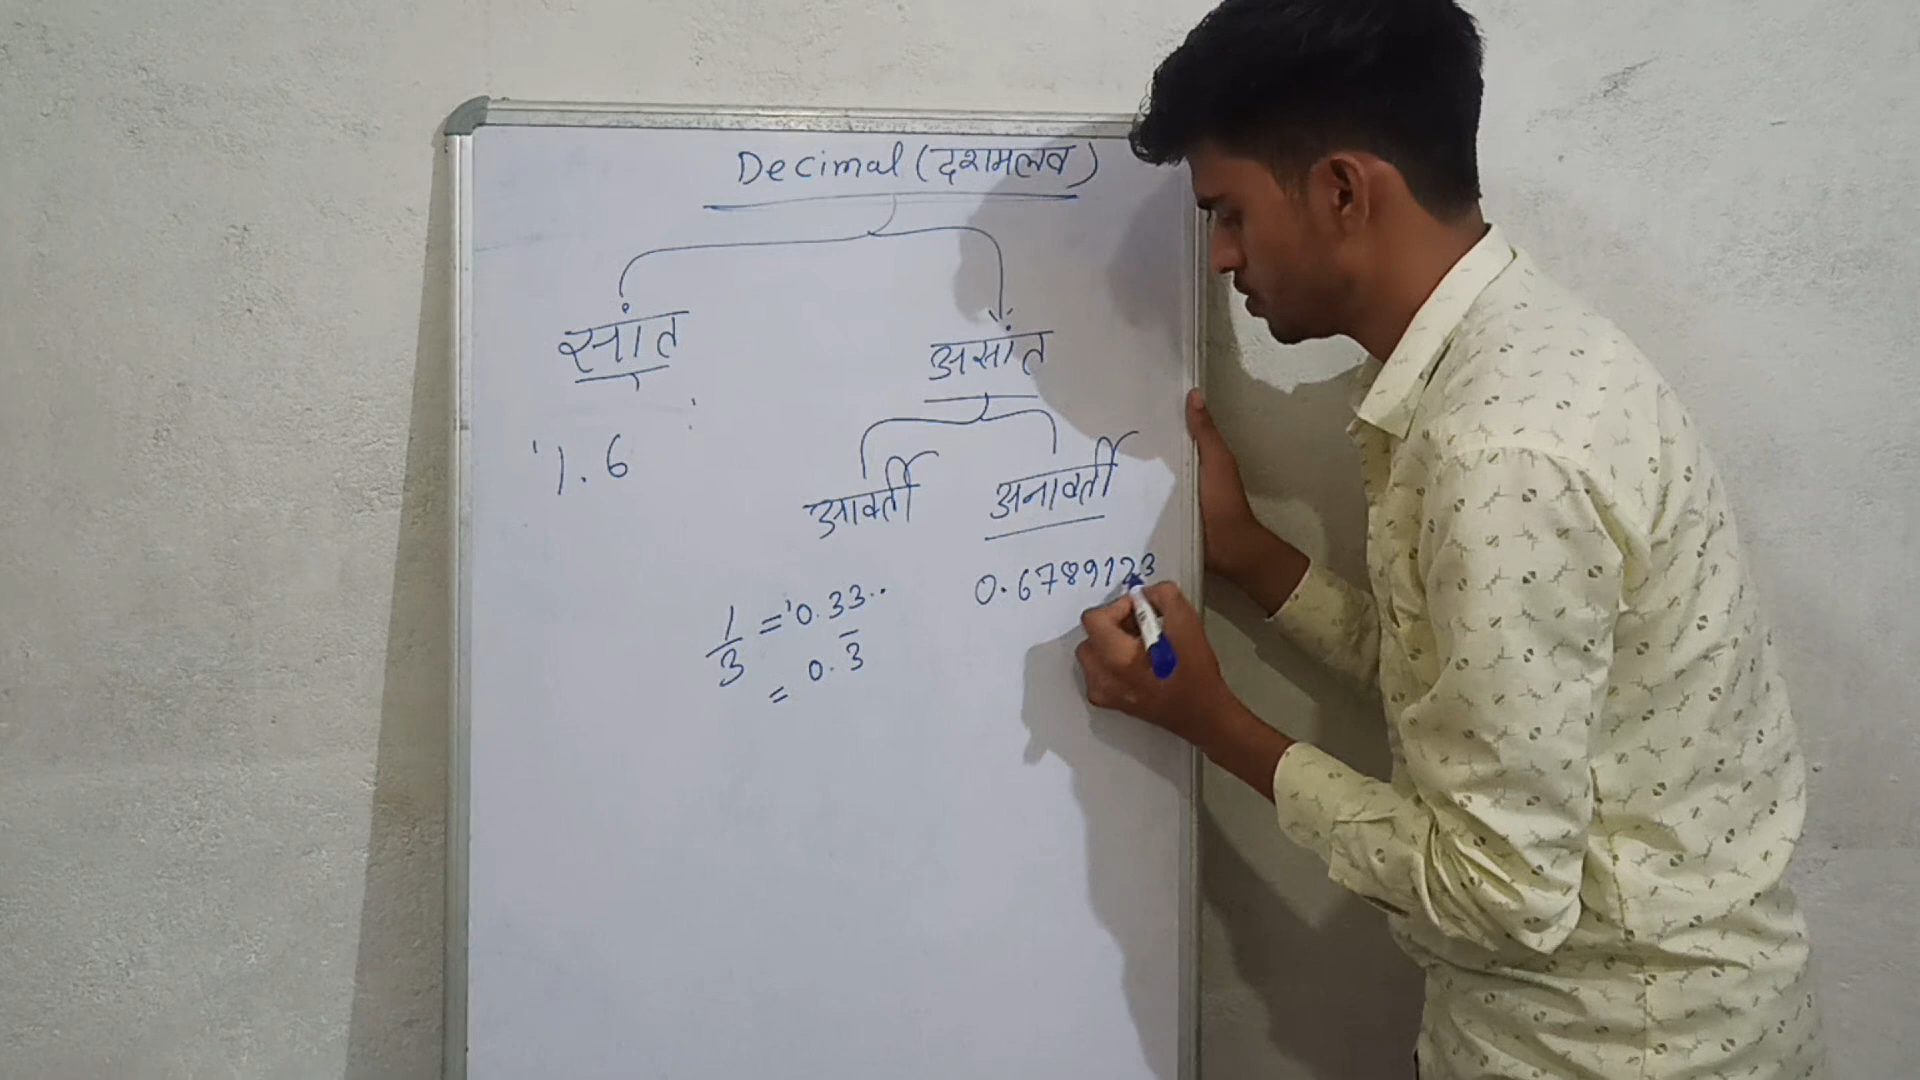 Decimal (दशमलव)
सांत
असांत
1.6
आवर्ती
अनावर्ती
1/3 = 0.33..
= 0.3̅
0.6789123